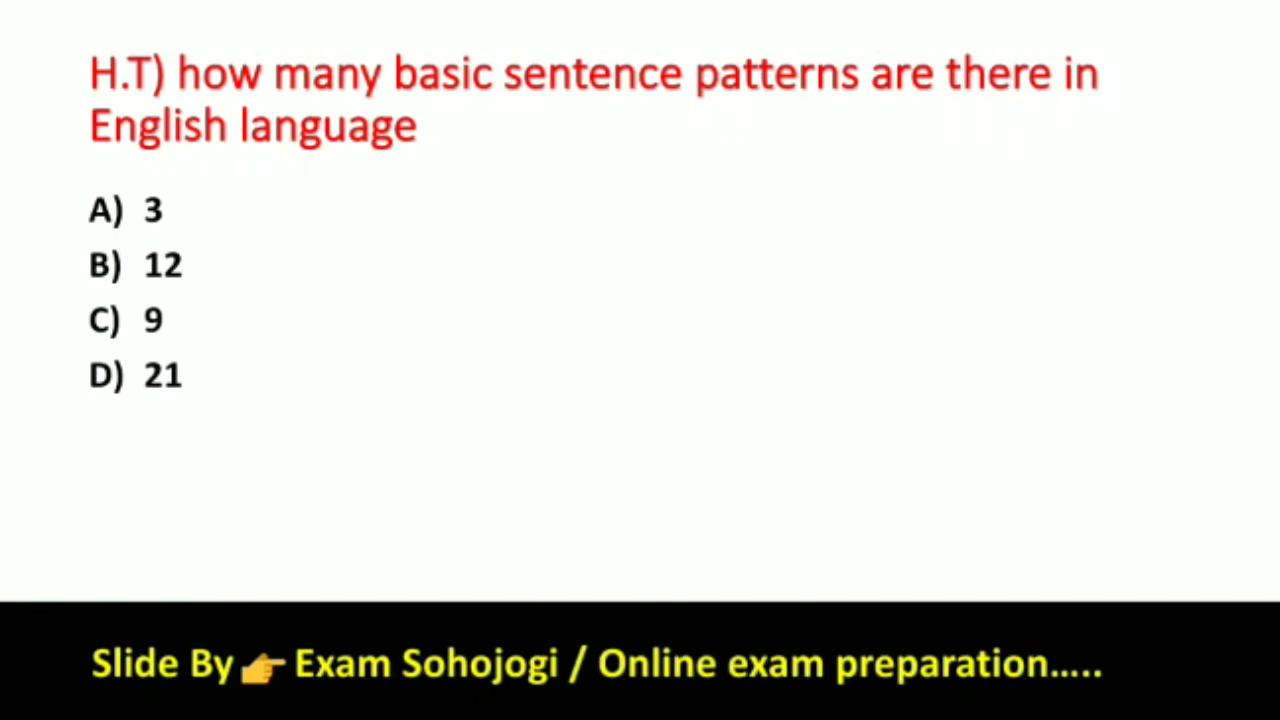 H.T) how many basic sentence patterns are there in
English language
A) 3
B) 12
C) 9
D) 21
Slide By 👉 Exam Sohojogi / Online exam preparation.....